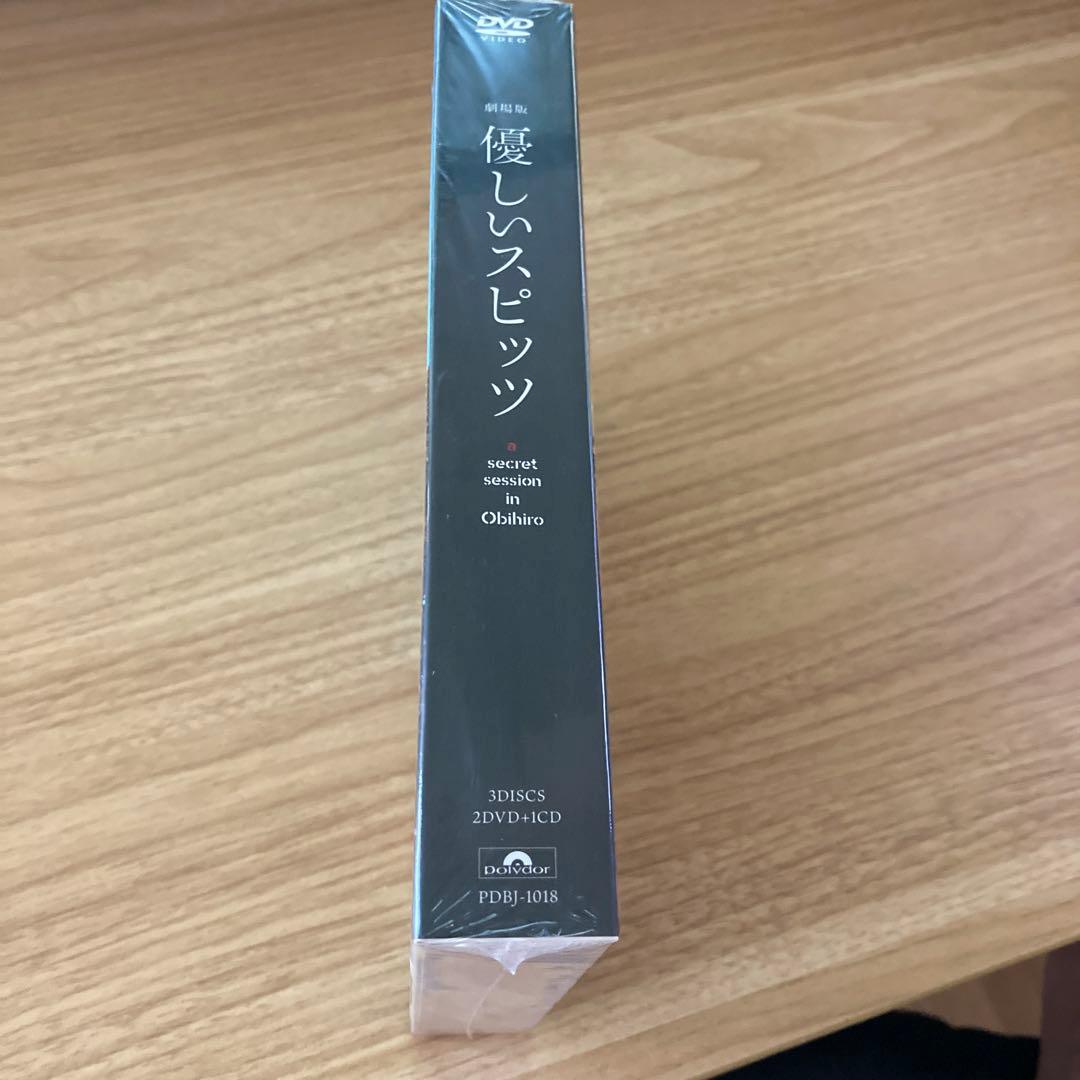 DVD
VIDEO
劇場版
優しいスピッツ
a
secret
session
in
Obihiro
3DISCS
2DVD+1CD
polydor
PDBJ-1018